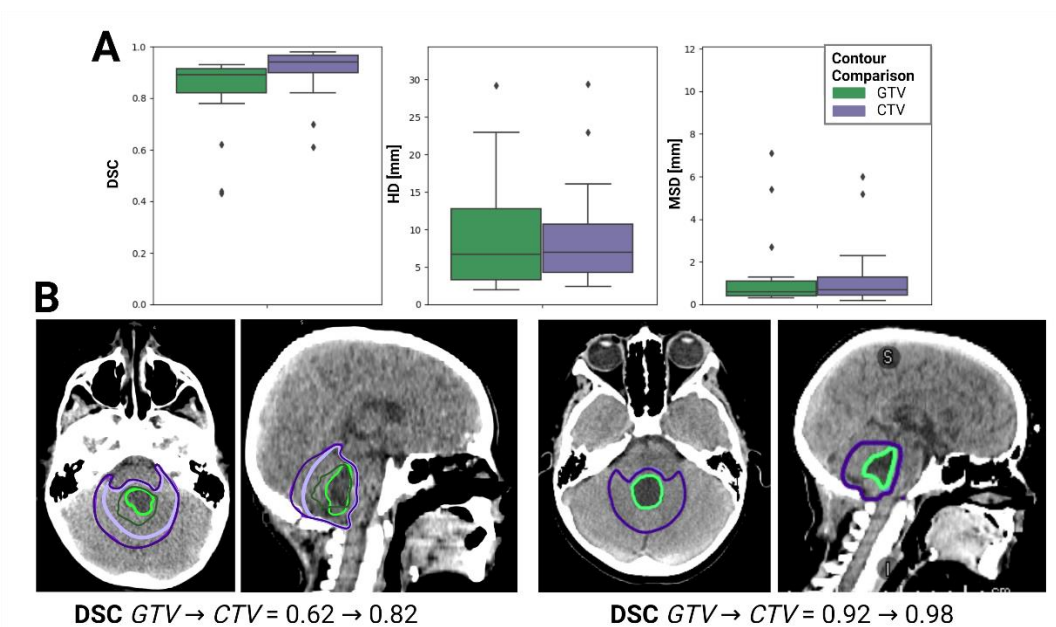 A
DSC
1.0
0.8
0.6
0.4
0.2
0.0
HD [mm]
30
25
20
15
10
5
0
MSD [mm]
12
10
8
6
4
2
0
Contour
Comparison
GTV
CTV
B
S
I
cm
DSC GTV → CTV = 0.62 → 0.82
DSC GTV → CTV = 0.92 → 0.98